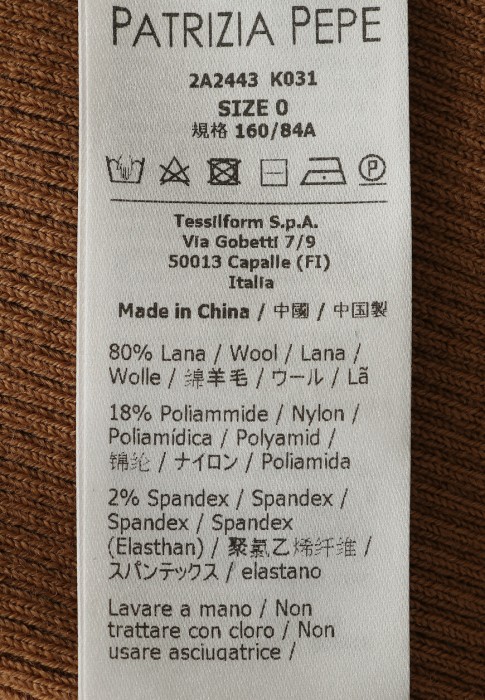 PATRIZIA PEPE
2A2443 K031
SIZE 0
规格 160/84A
Tessilform S.p.A.
Via Gobetti 7/9
50013 Capalle (FI)
Italia
Made in China / 中國 / 中国製
80% Lana / Wool / Lana /
Wolle / 绵羊毛 / ウール / Lã
18% Poliammide / Nylon /
Poliamídica / Polyamid /
锦纶 / ナイロン / Poliamida
2% Spandex / Spandex /
Spandex / Spandex
(Elasthan) / 聚氯乙烯纤维 /
スパンテックス / elastano
Lavare a mano / Non
trattare con cloro / Non
usare asciugatrice /